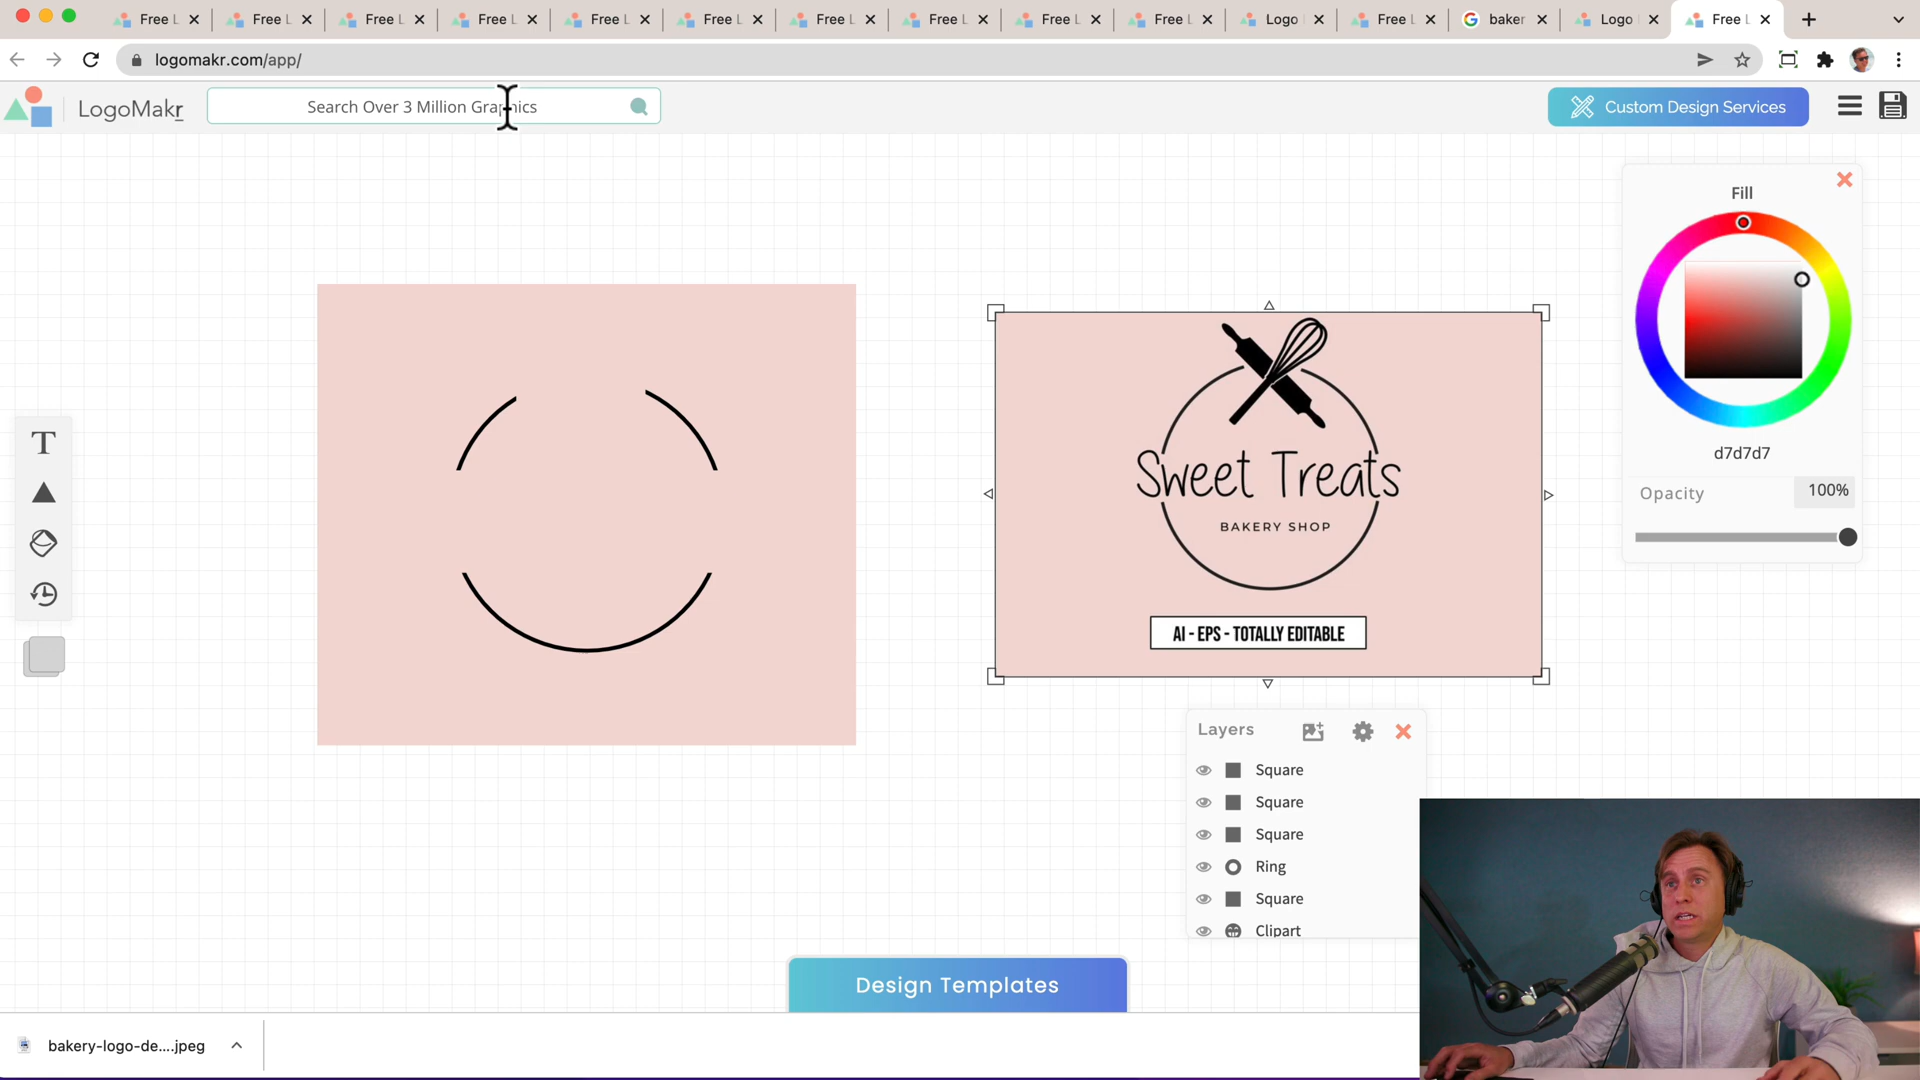 Free L
Free L
Free L
Free L
Free L
Free L
Free L
Free L
Free L
Free L
Logo
Free L
baker
Logo
Free L
logomakr.com/app/
LogoMakr
Search Over 3 Million Graphics
Custom Design Services
Fill
d7d7d7
Opacity
100%
T
Sweet Treats
BAKERY SHOP
AI - EPS - TOTALLY EDITABLE
Layers
Square
Square
Square
Ring
Square
Clipart
Design Templates
bakery-logo-de....jpeg